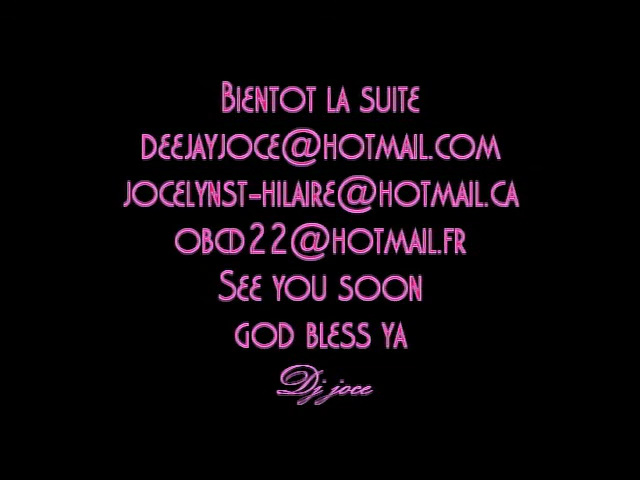 Bientot la suite
deejayjoce@hotmail.com
jocelynst-hilaire@hotmail.ca
obcd22@hotmail.fr
See you soon
god bless ya
Dj joce